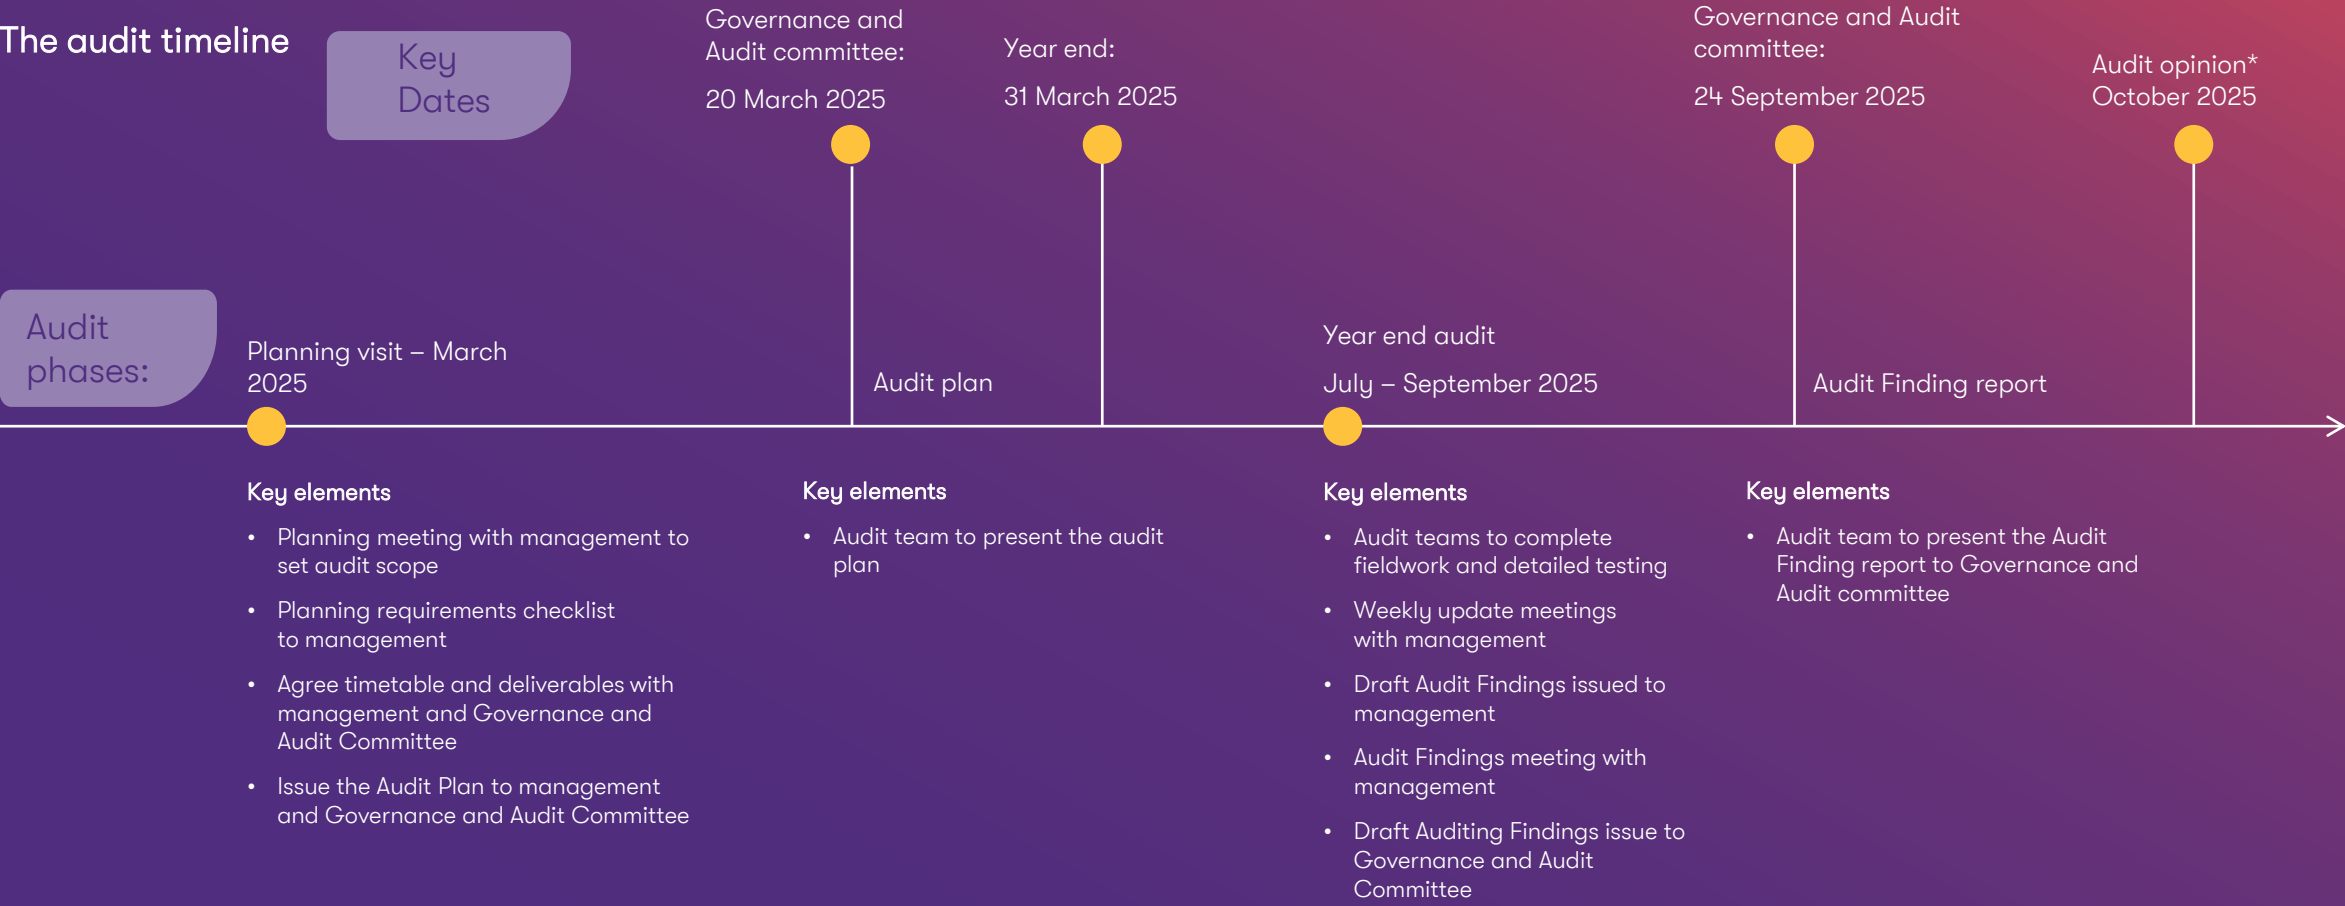 The audit timeline
Key
Dates
Governance and
Audit committee:
20 March 2025
Year end:
31 March 2025
Governance and Audit
committee:
24 September 2025
Audit opinion*
October 2025
Audit
phases:
Planning visit – March
2025
Audit plan
Year end audit
July – September 2025
Audit Finding report
Key elements
• Planning meeting with management to
set audit scope
• Planning requirements checklist
to management
• Agree timetable and deliverables with
management and Governance and
Audit Committee
• Issue the Audit Plan to management
and Governance and Audit Committee
Key elements
• Audit team to present the audit
plan
Key elements
• Audit teams to complete
fieldwork and detailed testing
• Weekly update meetings
with management
• Draft Audit Findings issued to
management
• Audit Findings meeting with
management
• Draft Auditing Findings issue to
Governance and Audit
Committee
Key elements
• Audit team to present the Audit
Finding report to Governance and
Audit committee